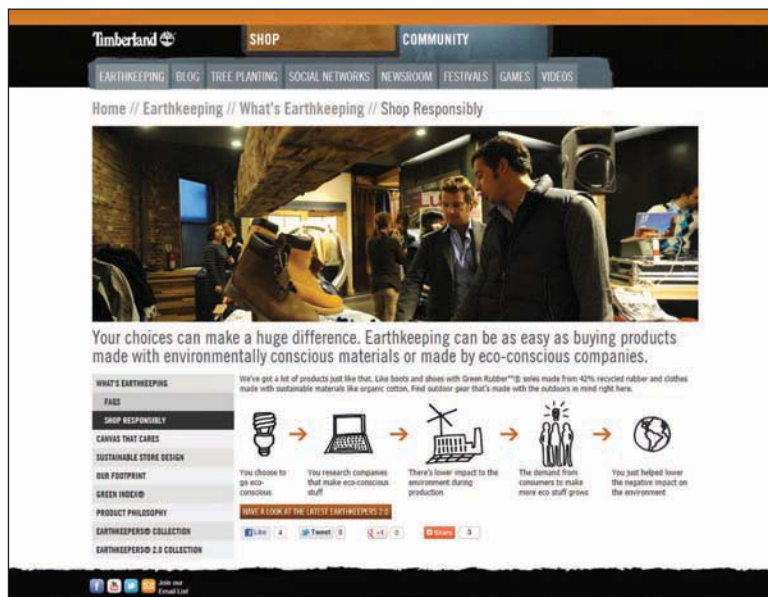 Timberland
SHOP
COMMUNITY
EARTHKEEPING BLOG TREE PLANTING SOCIAL NETWORKS NEWSROOM FESTIVALS GAMES VIDEOS
Home // Earthkeeping // What's Earthkeeping // Shop Responsibly
Your choices can make a huge difference. Earthkeeping can be as easy as buying products
made with environmentally conscious materials or made by eco-conscious companies.
WHAT'S EARTHKEEPING
FAQS
SHOP RESPONSIBLY
CANVAS THAT CARES
SUSTAINABLE STORE DESIGN
OUR FOOTPRINT
GREEN INDEX®
PRODUCT PHILOSOPHY
EARTHKEEPERS® COLLECTION
EARTHKEEPERS® 2.0 COLLECTION
We've got a lot of products just like that. Like boots and shoes with Green Rubber™® soles made from 42% recycled rubber and clothes
made with sustainable materials like organic cotton. Find outdoor gear that's made with the outdoors in mind right here.
You choose to
go eco-
conscious
You research companies
that make eco-conscious
stuff
There's lower impact to the
environment during
production
The demand from
consumers to make
more eco stuff grows
You just helped lower
the negative impact on
the environment
HAVE A LOOK AT THE LATEST EARTHKEEPERS 2.0
Like 4 Tweet 0 +1 0 Share 3
Join our
Email List